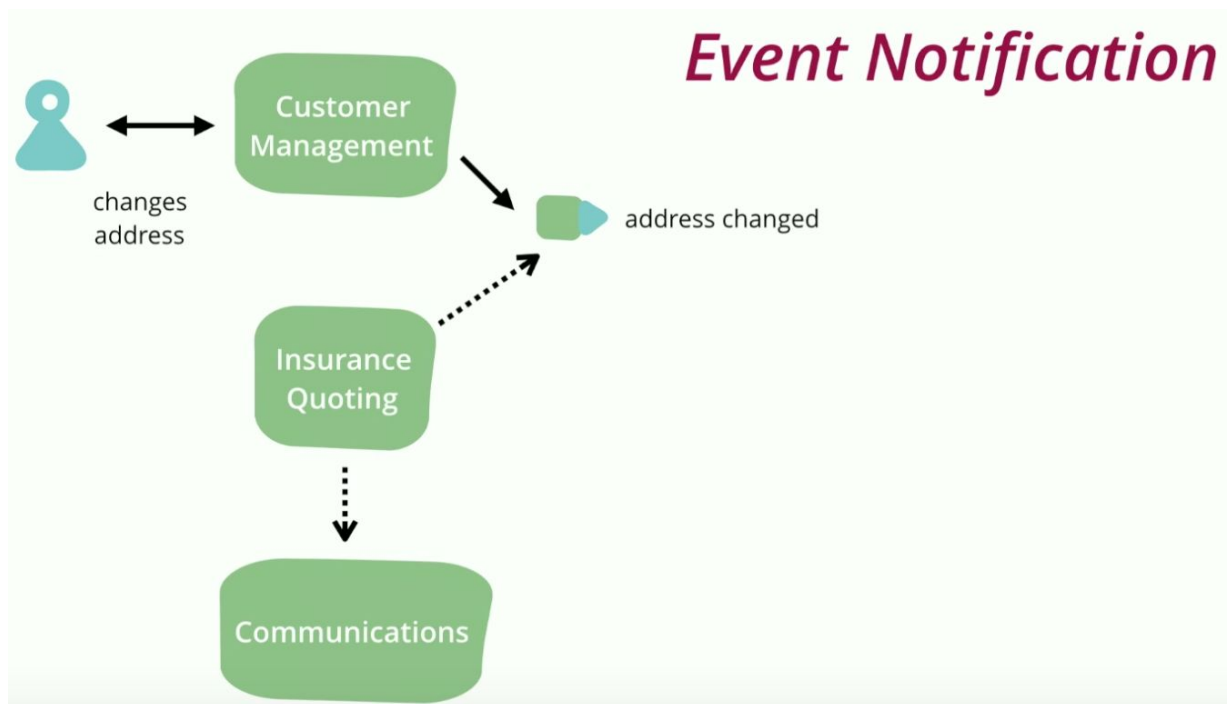 Event Notification
Customer
Management
changes
address
address changed
Insurance
Quoting
Communications